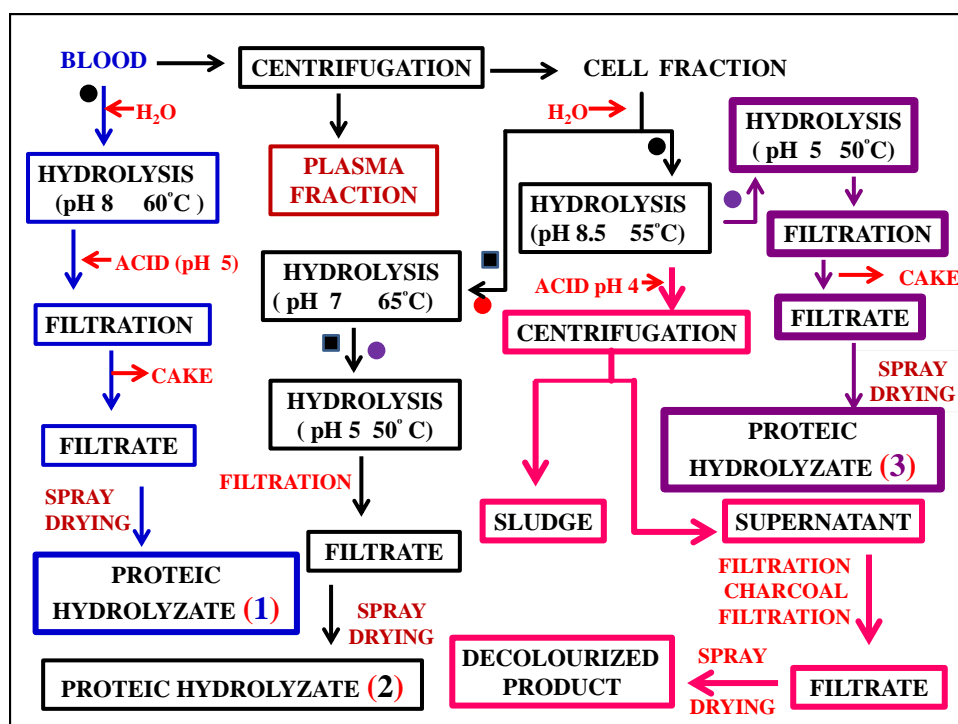 BLOOD
CENTRIFUGATION
CELL FRACTION
H₂O
PLASMA
FRACTION
H₂O
HYDROLYSIS
( pH 5 50°C)
HYDROLYSIS
(pH 8 60°C )
HYDROLYSIS
(pH 8.5 55°C)
FILTRATION
ACID (pH 5)
HYDROLYSIS
( pH 7 65°C)
ACID pH 4
CAKE
FILTRATION
CENTRIFUGATION
FILTRATE
CAKE
HYDROLYSIS
( pH 5 50° C)
SPRAY
DRYING
FILTRATE
PROTEIC
HYDROLYZATE (3)
FILTRATION
SPRAY
DRYING
SLUDGE
SUPERNATANT
FILTRATE
PROTEIC
HYDROLYZATE (1)
FILTRATION
CHARCOAL
FILTRATION
SPRAY
DRYING
PROTEIC HYDROLYZATE (2)
DECOLOURIZED
PRODUCT
SPRAY
DRYING
FILTRATE